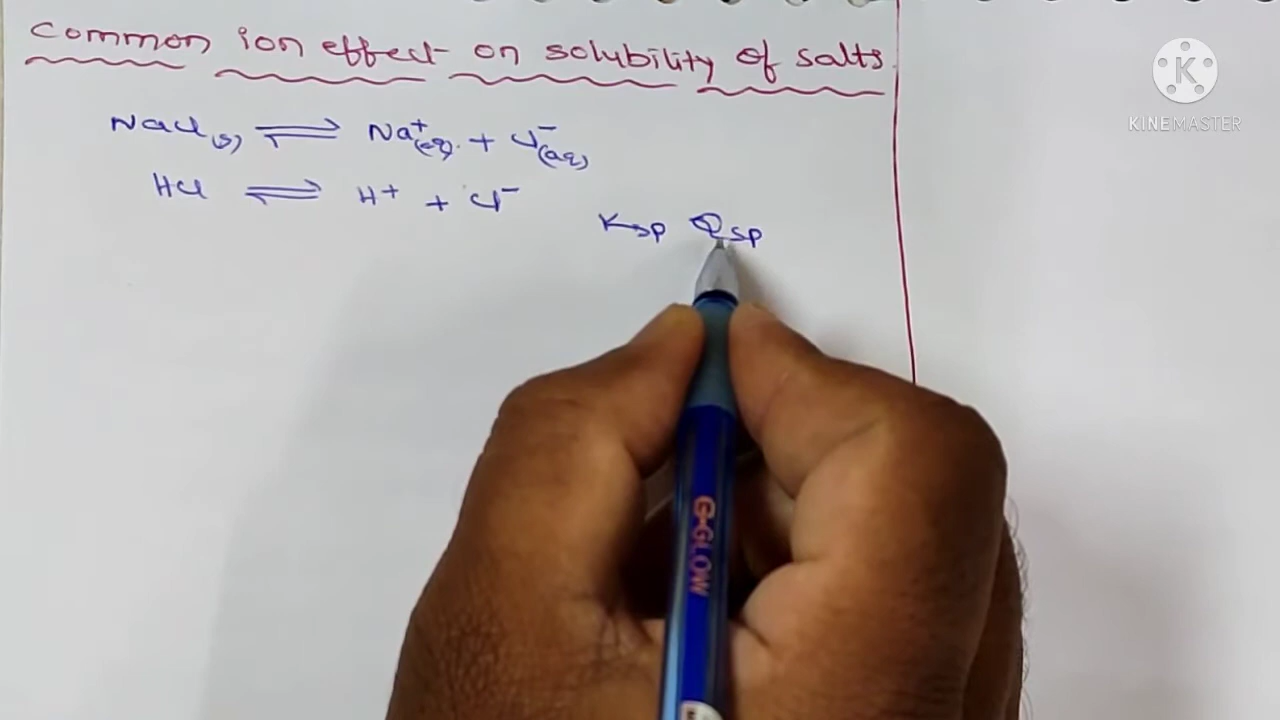 common ion effect on solubility of salts
NaCl(s) ⇌ Na+(aq) + Cl-(aq)
HCl ⇌ H+ + Cl-
Ksp Qsp
K
KINEMASTER
G-GLOW